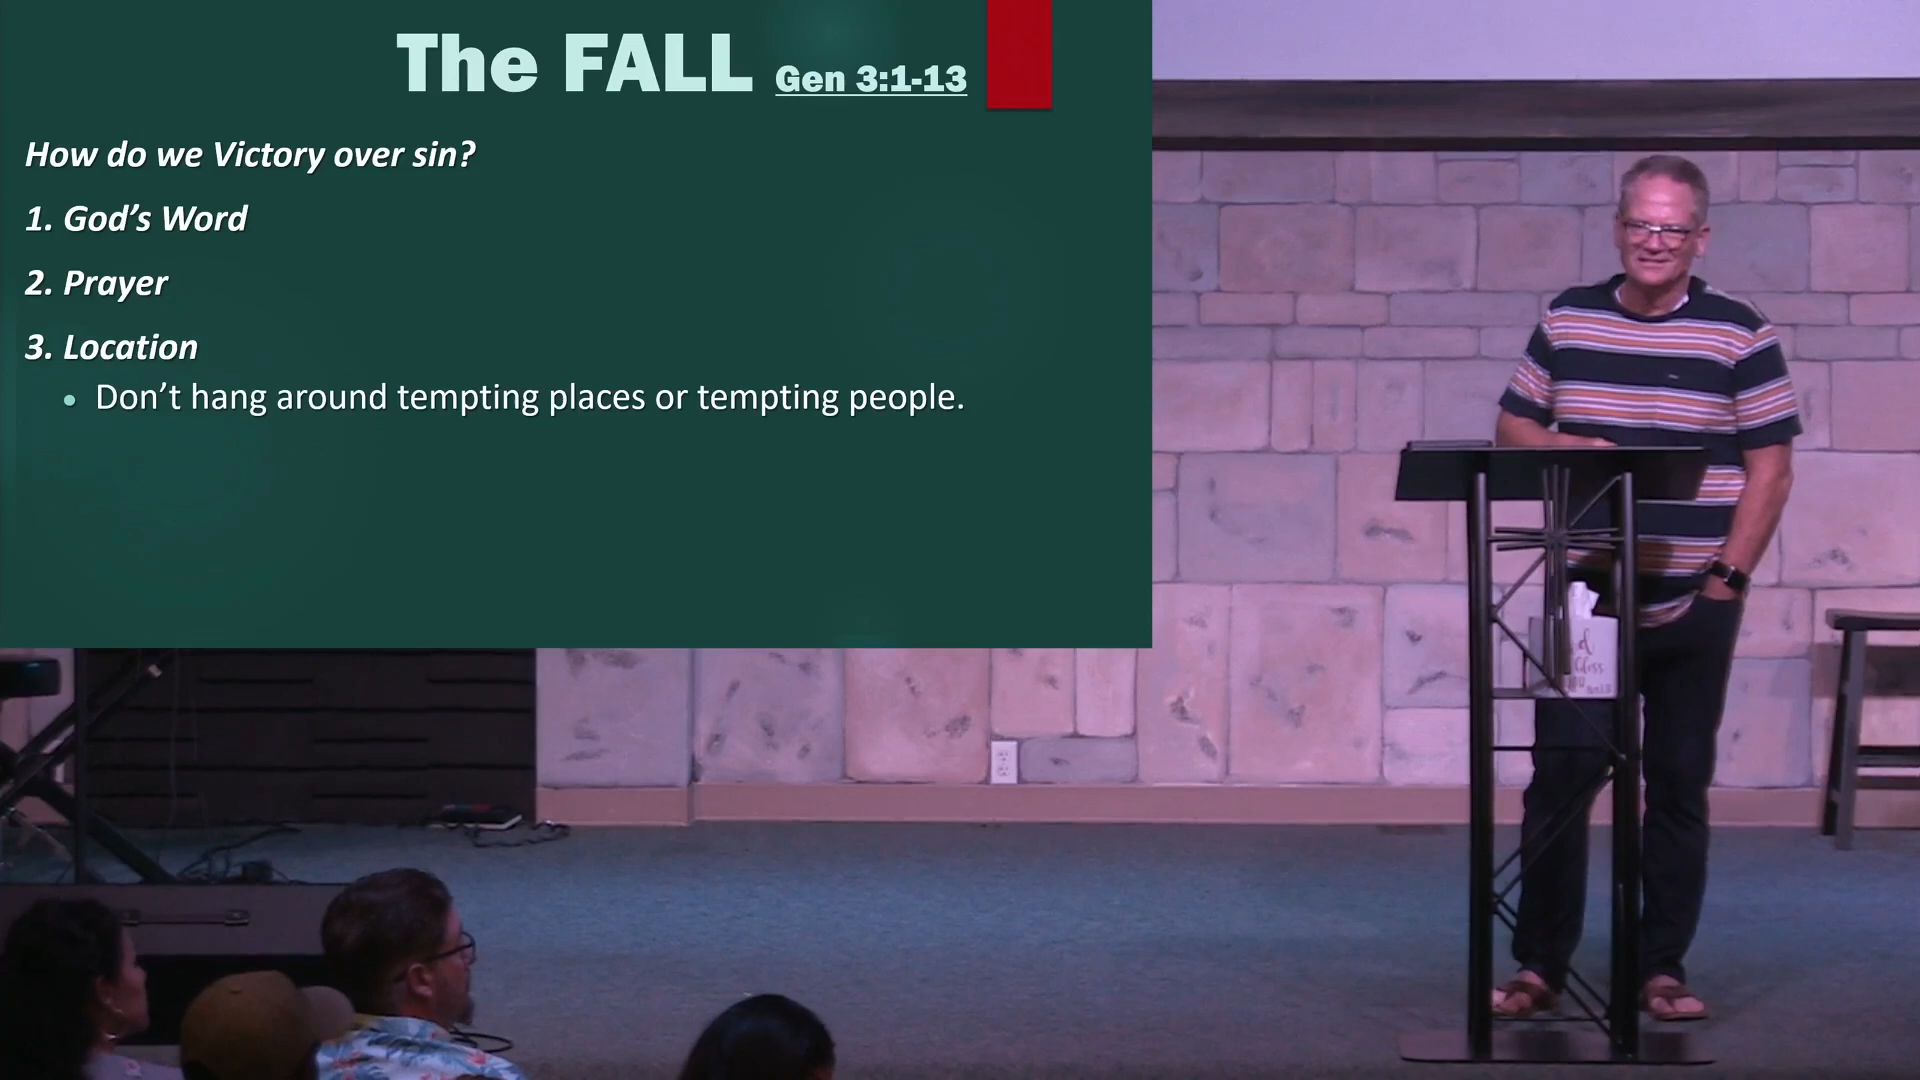 The FALL Gen 3:1-13
How do we Victory over sin?
1. God's Word
2. Prayer
3. Location
• Don't hang around tempting places or tempting people.
Bless